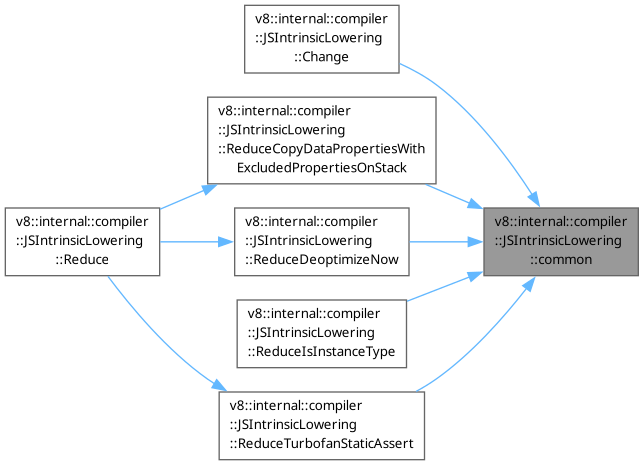 v8::internal::compiler
::JSIntrinsicLowering
::Change
v8::internal::compiler
::JSIntrinsicLowering
::ReduceCopyDataPropertiesWith
ExcludedPropertiesOnStack
v8::internal::compiler
::JSIntrinsicLowering
::Reduce
v8::internal::compiler
::JSIntrinsicLowering
::ReduceDeoptimizeNow
v8::internal::compiler
::JSIntrinsicLowering
::common
v8::internal::compiler
::JSIntrinsicLowering
::ReduceIsInstanceType
v8::internal::compiler
::JSIntrinsicLowering
::ReduceTurbofanStaticAssert